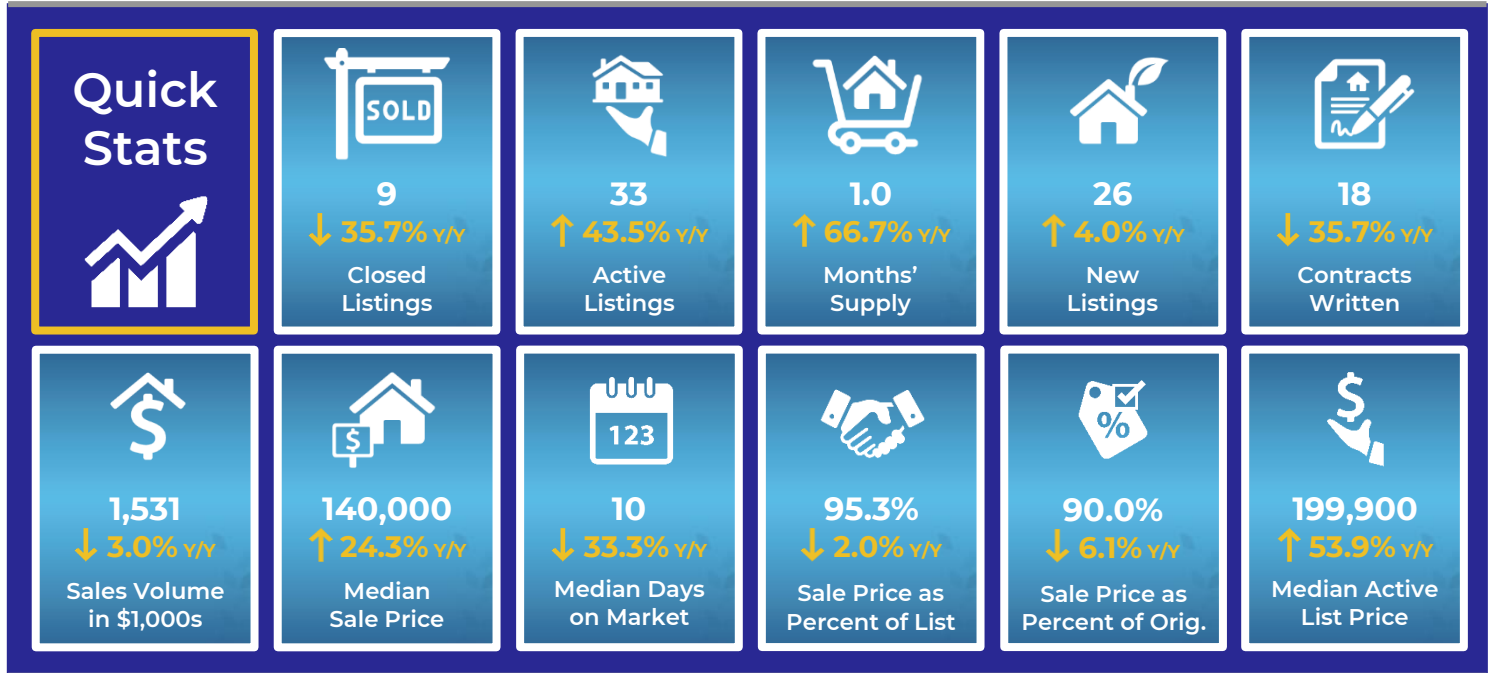 Quick
Stats
SOLD
9
↓ 35.7% Y/Y
Closed
Listings
33
↑ 43.5% Y/Y
Active
Listings
1.0
↑ 66.7% Y/Y
Months’
Supply
26
↑ 4.0% Y/Y
New
Listings
18
↓ 35.7% Y/Y
Contracts
Written
$
1,531
↓ 3.0% Y/Y
Sales Volume
in $1,000s
$
140,000
↑ 24.3% Y/Y
Median
Sale Price
123
10
↓ 33.3% Y/Y
Median Days
on Market
95.3%
↓ 2.0% Y/Y
Sale Price as
Percent of List
%
90.0%
↓ 6.1% Y/Y
Sale Price as
Percent of Orig.
$
199,900
↑ 53.9% Y/Y
Median Active
List Price